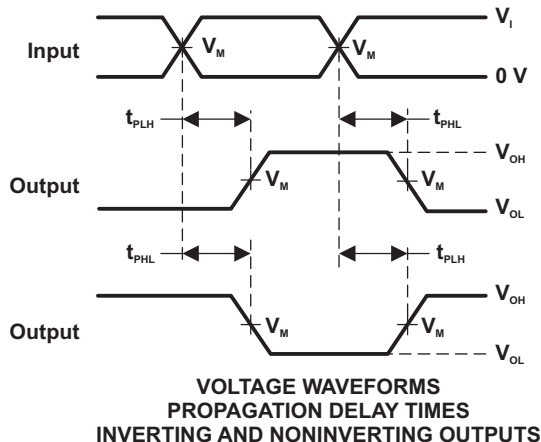 V_I
Input
V_M
V_M
0 V
t_PLH
t_PHL
V_OH
Output
V_M
V_M
V_OL
t_PHL
t_PLH
V_OH
Output
V_M
V_M
V_OL
VOLTAGE WAVEFORMS
PROPAGATION DELAY TIMES
INVERTING AND NONINVERTING OUTPUTS